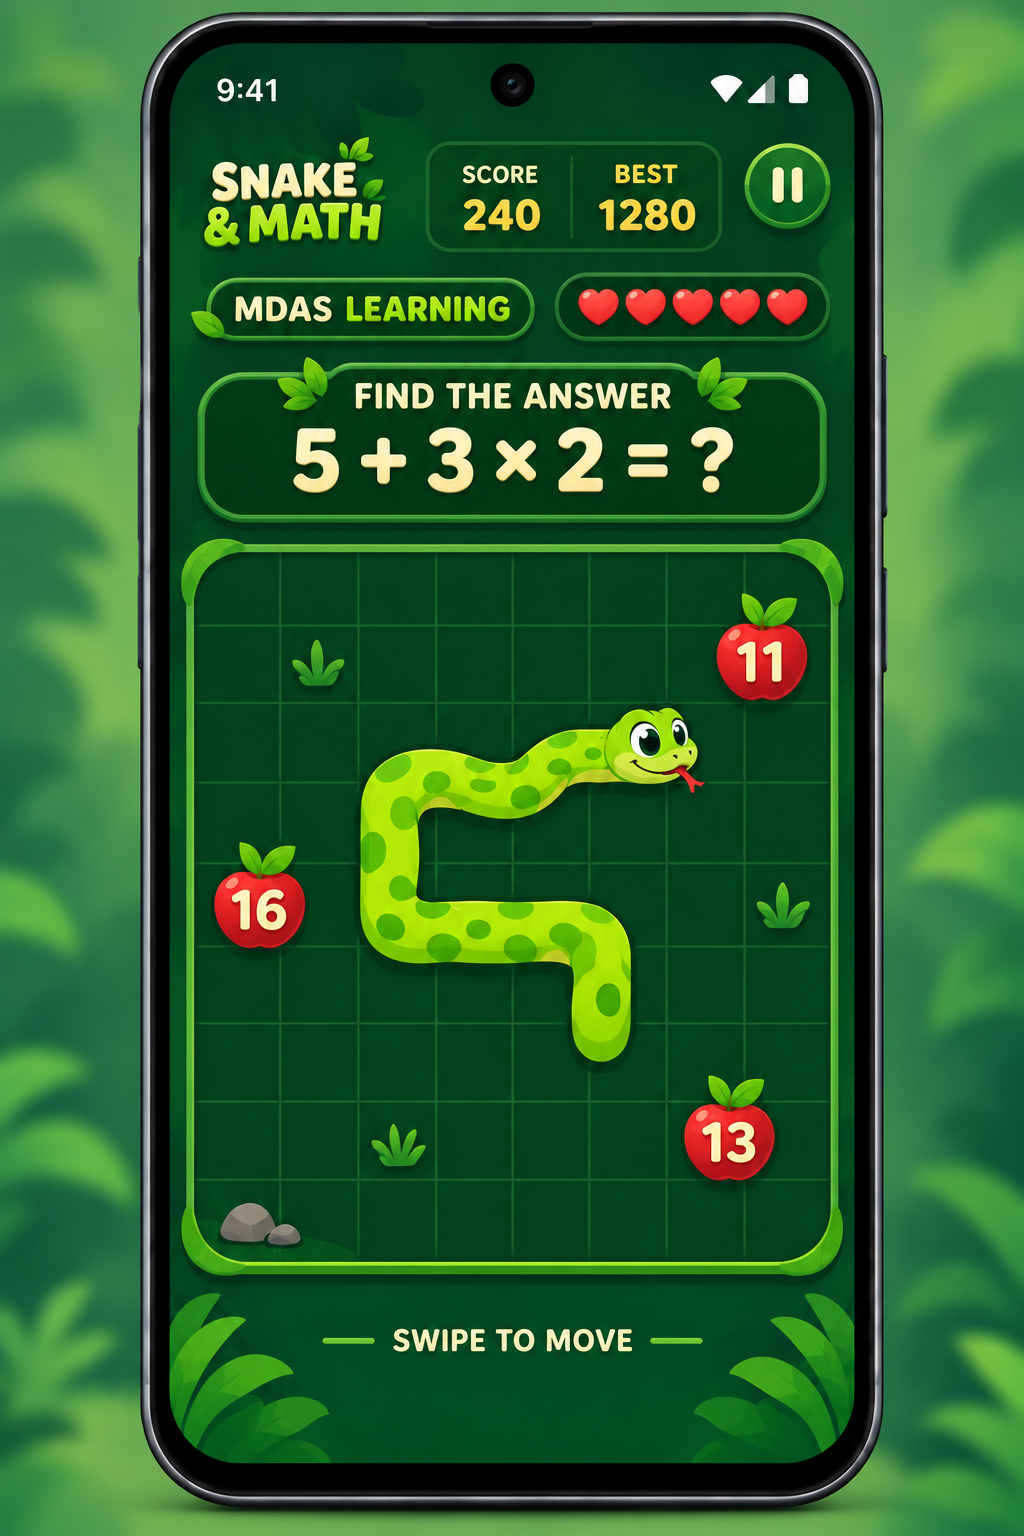 9:41
SNAKE
& MATH
SCORE
240
BEST
1280
MDAS LEARNING
FIND THE ANSWER
5 + 3 × 2 = ?
11
16
13
SWIPE TO MOVE